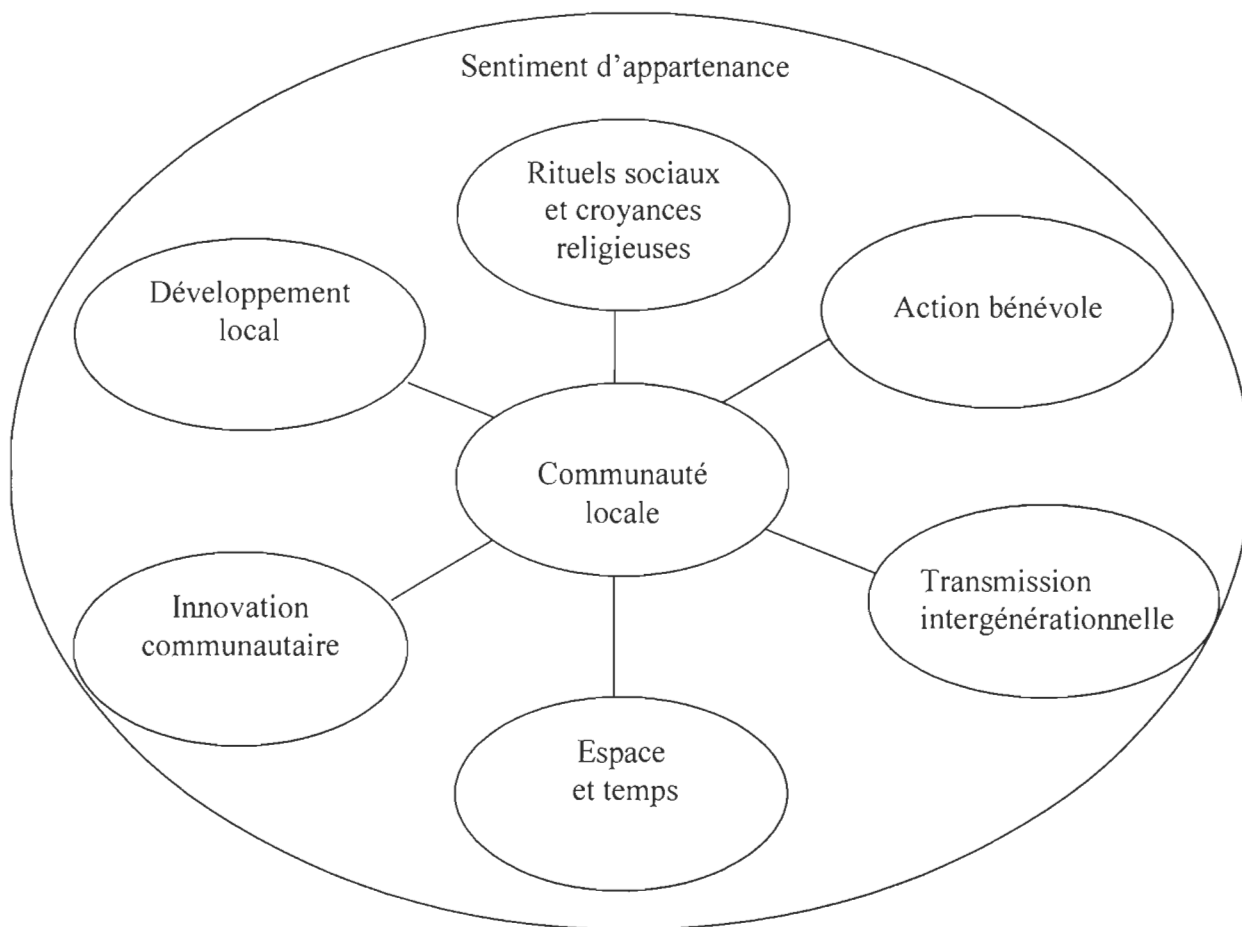 Sentiment d'appartenance
Rituels sociaux
et croyances
religieuses
Développement
local
Action bénévole
Communauté
locale
Innovation
communautaire
Transmission
intergénérationnelle
Espace
et temps